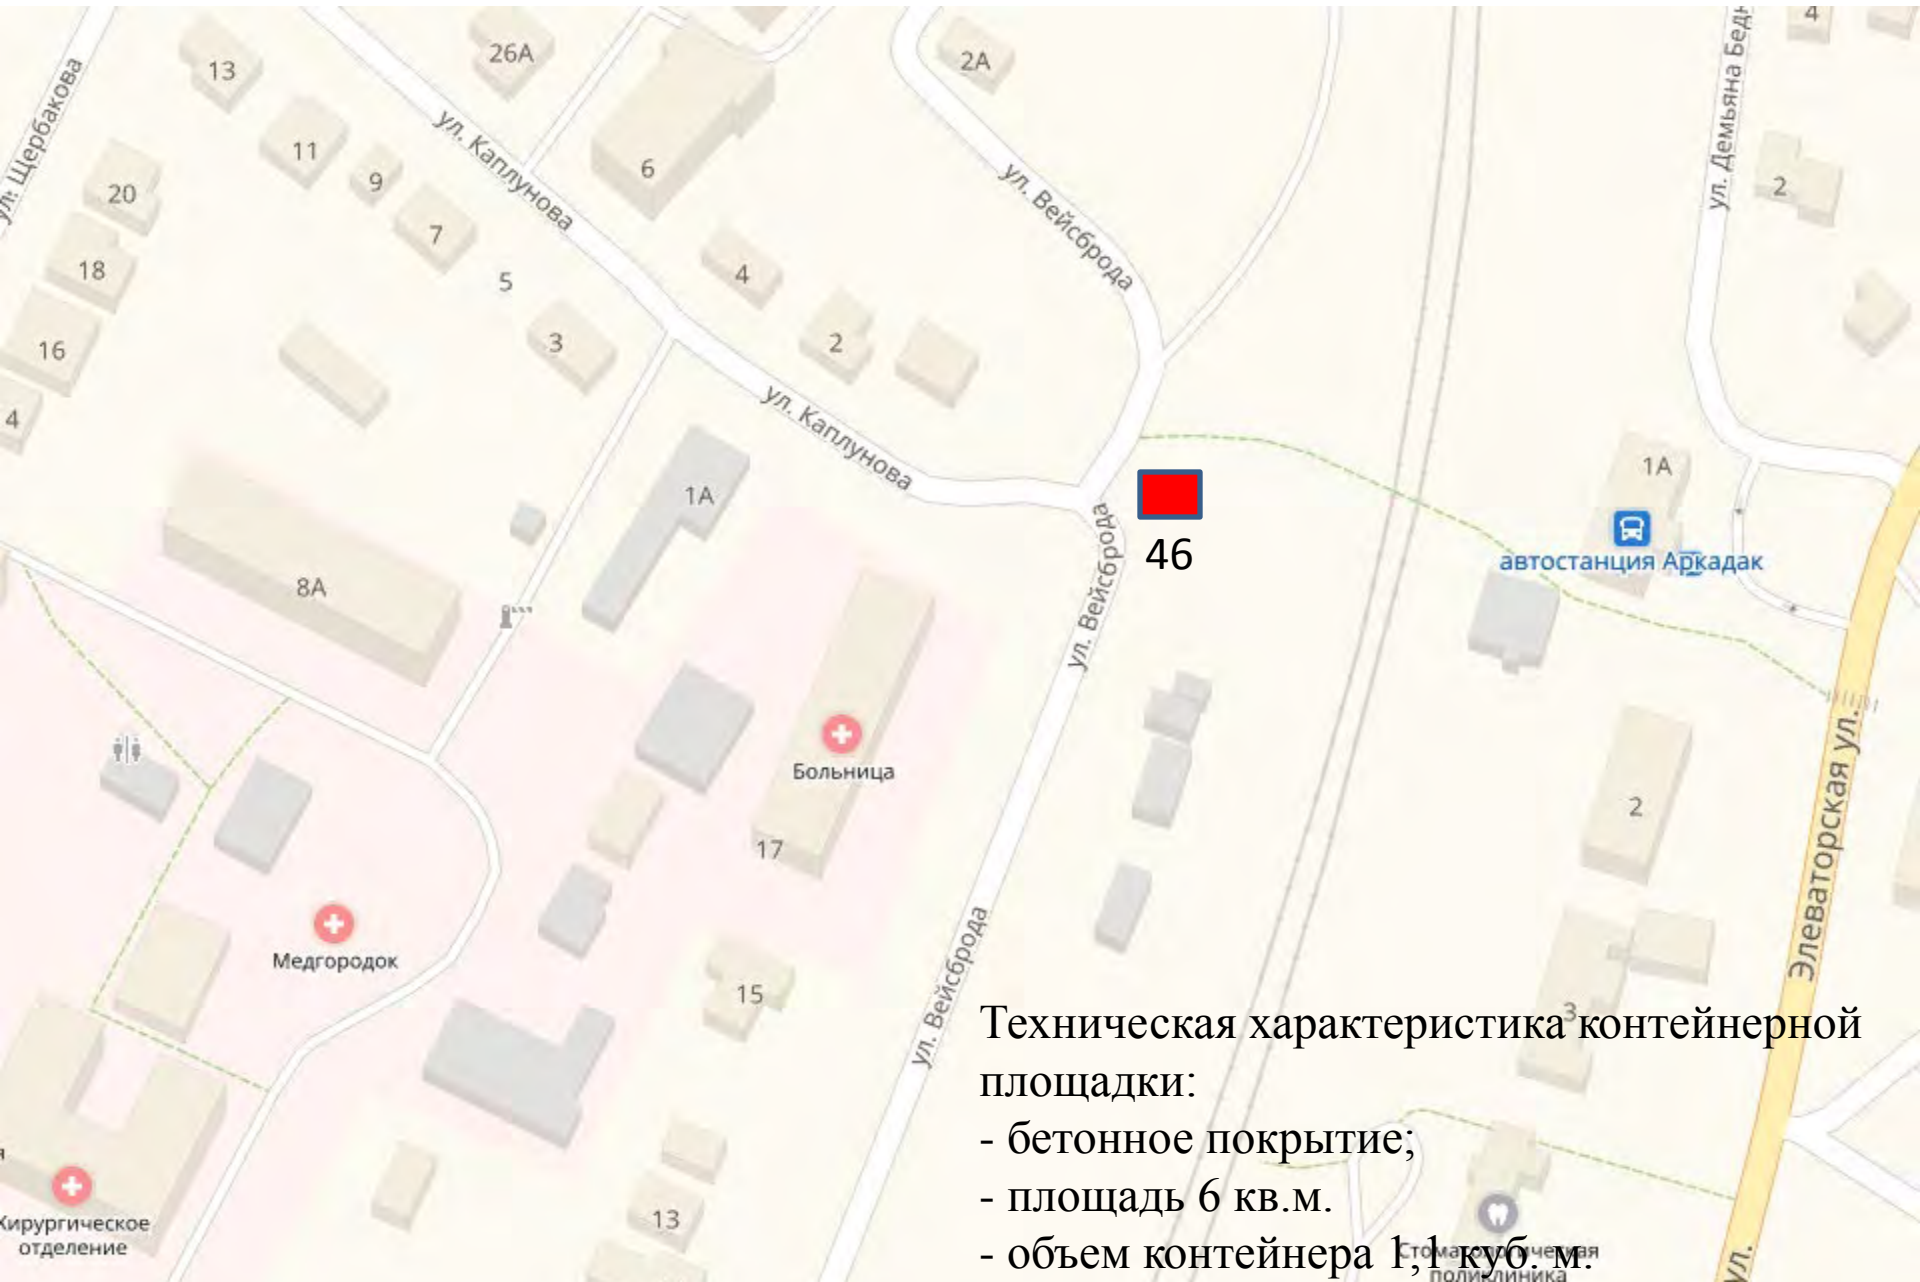 4
13
26А
2А
ул. Щербакова
ул. Каплунова
11
6
9
20
2
ул. Демьяна
7
ул. Вейсброда
18
5
4
16
3
2
4
ул. Каплунова
1А
1А
46
автостанция Аркадак
8А
ул. Вейсброда
Больница
2
17
Элеваторская ул.
Медгородок
15
ул. Вейсброда
3
Техническая характеристика контейнерной
площадки:
- бетонное покрытие;
- площадь 6 кв.м.
- объем контейнера 1,1 куб. м.
13
Хирургическое
отделение
Стоматологическая
поликлиника
ул.